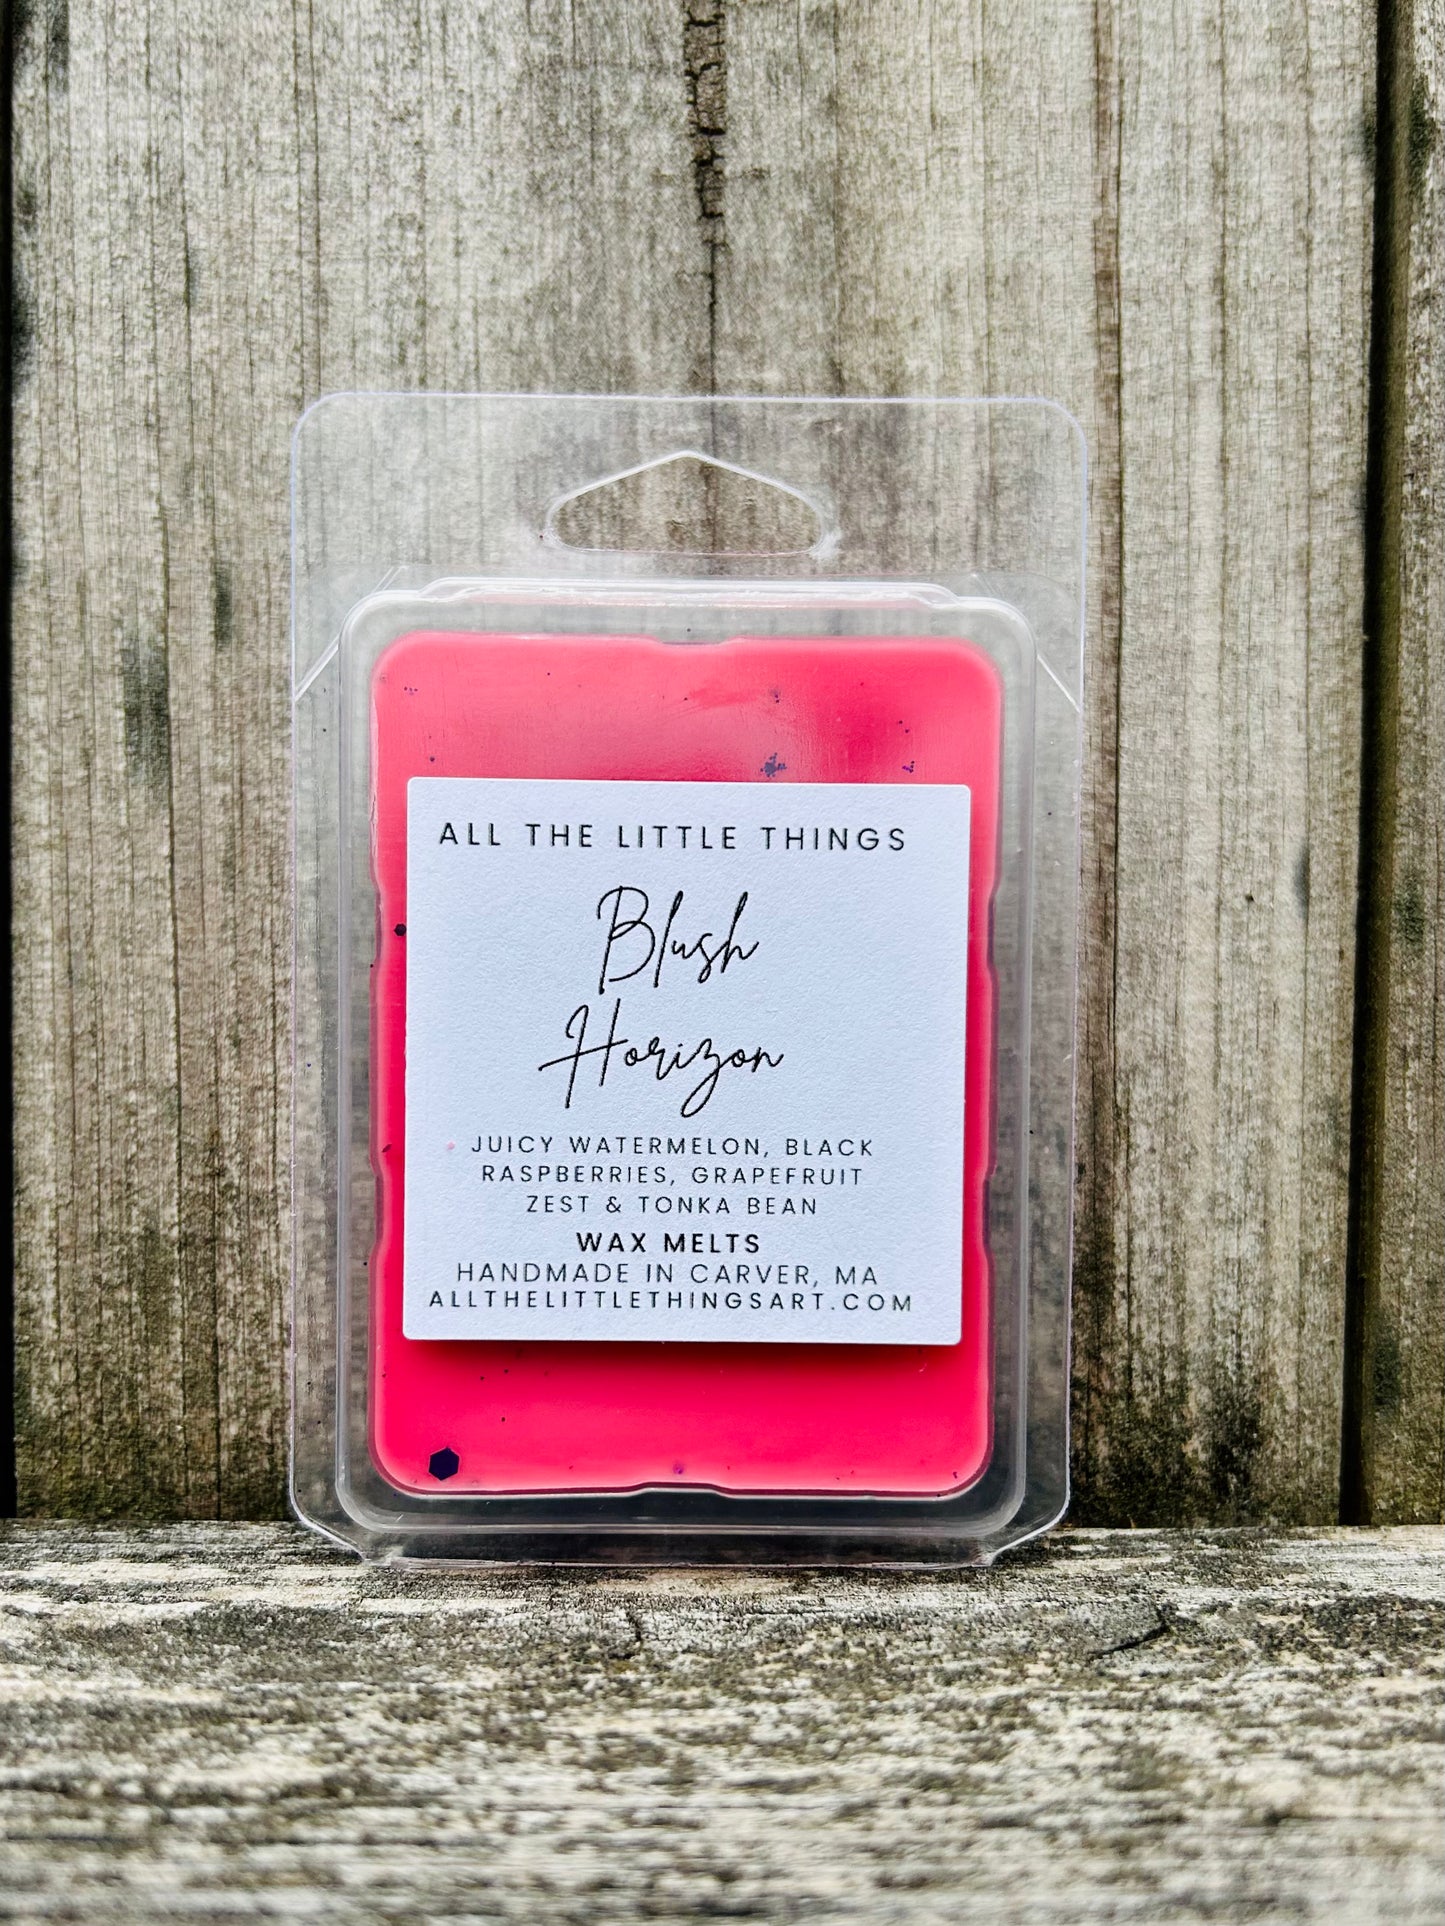 ALL THE LITTLE THINGS
Blush
Horizon
JUICY WATERMELON, BLACK
RASPBERRIES, GRAPEFRUIT
ZEST & TONKA BEAN
WAX MELTS
HANDMADE IN CARVER, MA
ALLTHELITTLETHINGSART.COM